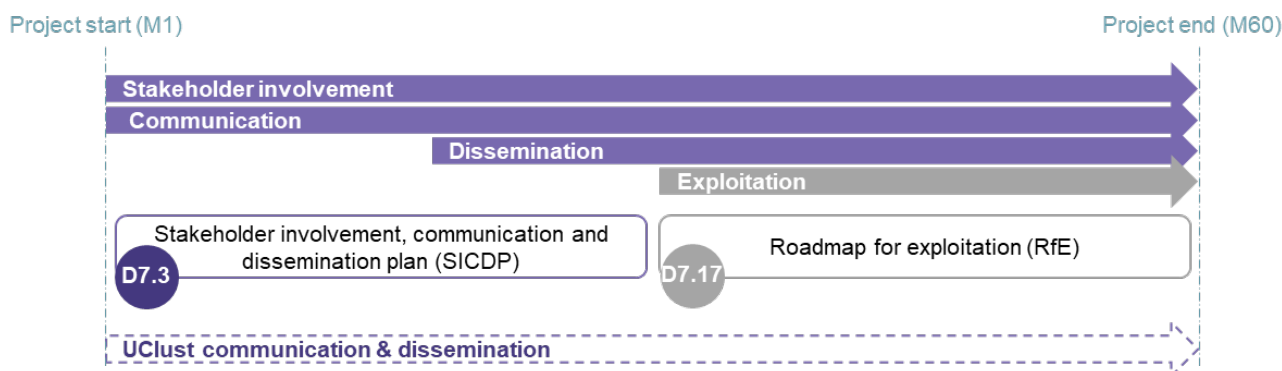 Project start (M1)
Project end (M60)
Stakeholder involvement
Communication
Dissemination
Exploitation
Stakeholder involvement, communication and
dissemination plan (SICDP)
D7.3
Roadmap for exploitation (RfE)
D7.17
UClust communication & dissemination